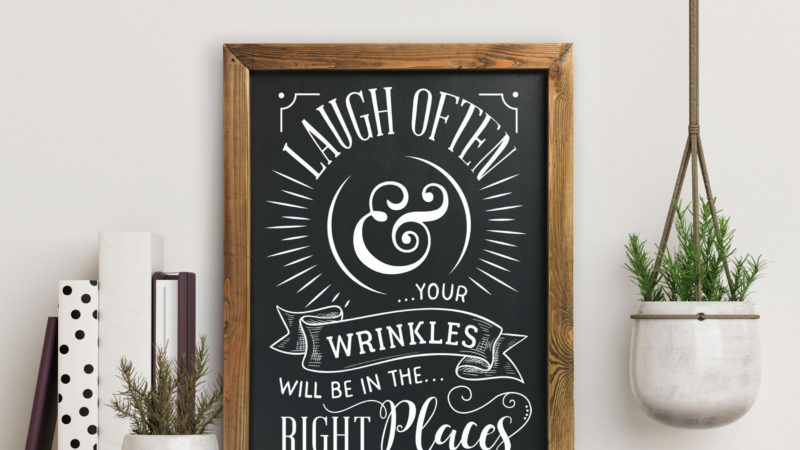 LAUGH OFTEN
&
...YOUR
WRINKLES
WILL BE IN THE...
RIGHT Places